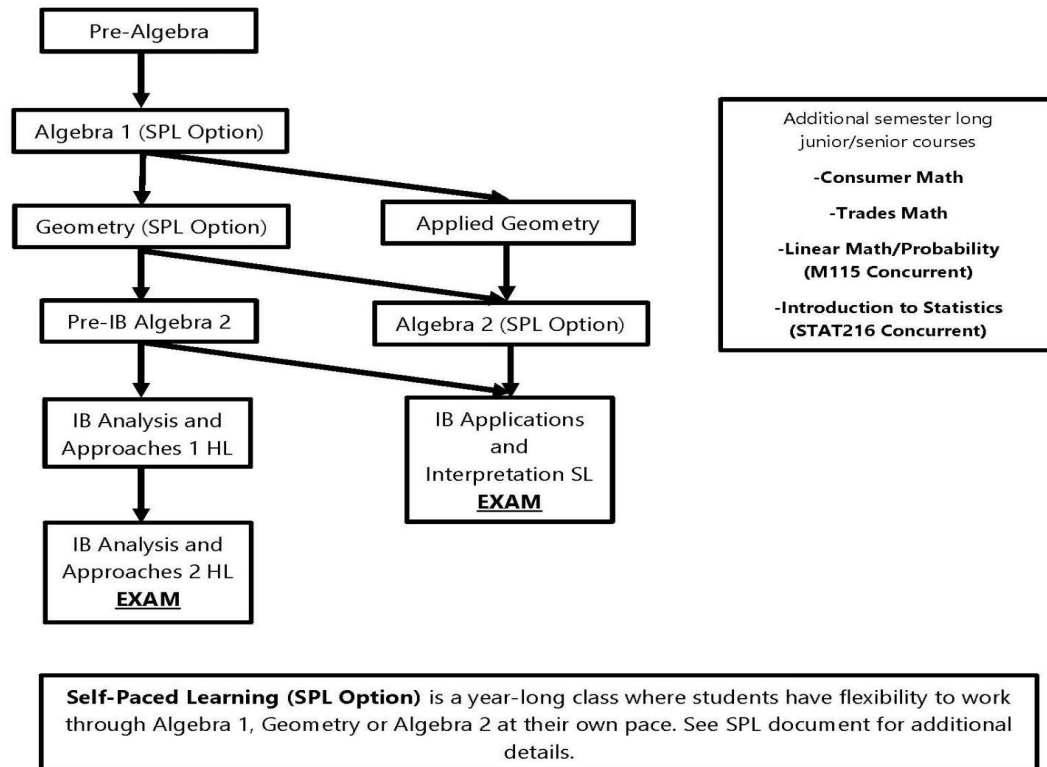 Pre-Algebra
Algebra 1 (SPL Option)
Geometry (SPL Option)
Applied Geometry
Pre-IB Algebra 2
Algebra 2 (SPL Option)
IB Analysis and
Approaches 1 HL
IB Applications
and
Interpretation SL
EXAM
IB Analysis and
Approaches 2 HL
EXAM
Additional semester long
junior/senior courses
-Consumer Math
-Trades Math
-Linear Math/Probability
(M115 Concurrent)
-Introduction to Statistics
(STAT216 Concurrent)
Self-Paced Learning (SPL Option) is a year-long class where students have flexibility to work
through Algebra 1, Geometry or Algebra 2 at their own pace. See SPL document for additional
details.